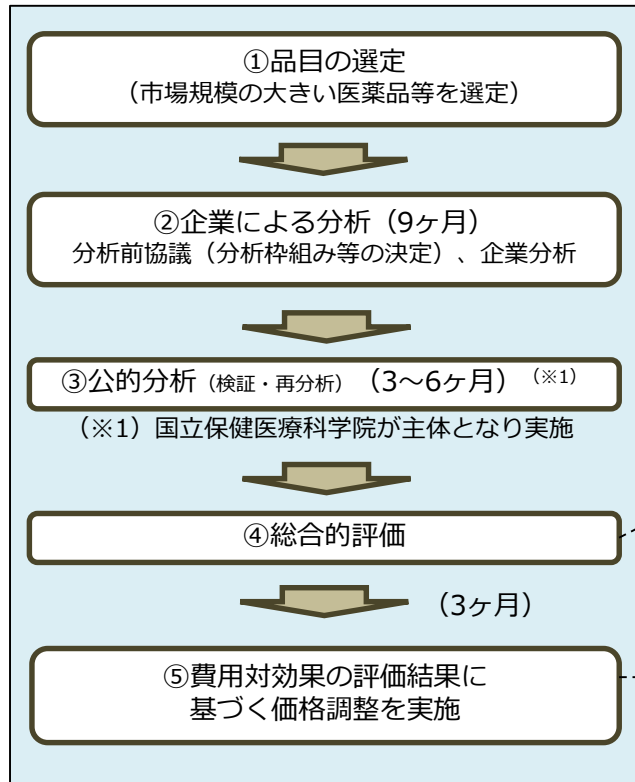 ①品目の選定
（市場規模の大きい医薬品等を選定）
②企業による分析（9ヶ月）
分析前協議（分析枠組み等の決定）、企業分析
③公的分析（検証・再分析）（3～6ヶ月）（※1）
（※1）国立保健医療科学院が主体となり実施
④総合的評価
（3ヶ月）
⑤費用対効果の評価結果に
基づく価格調整を実施